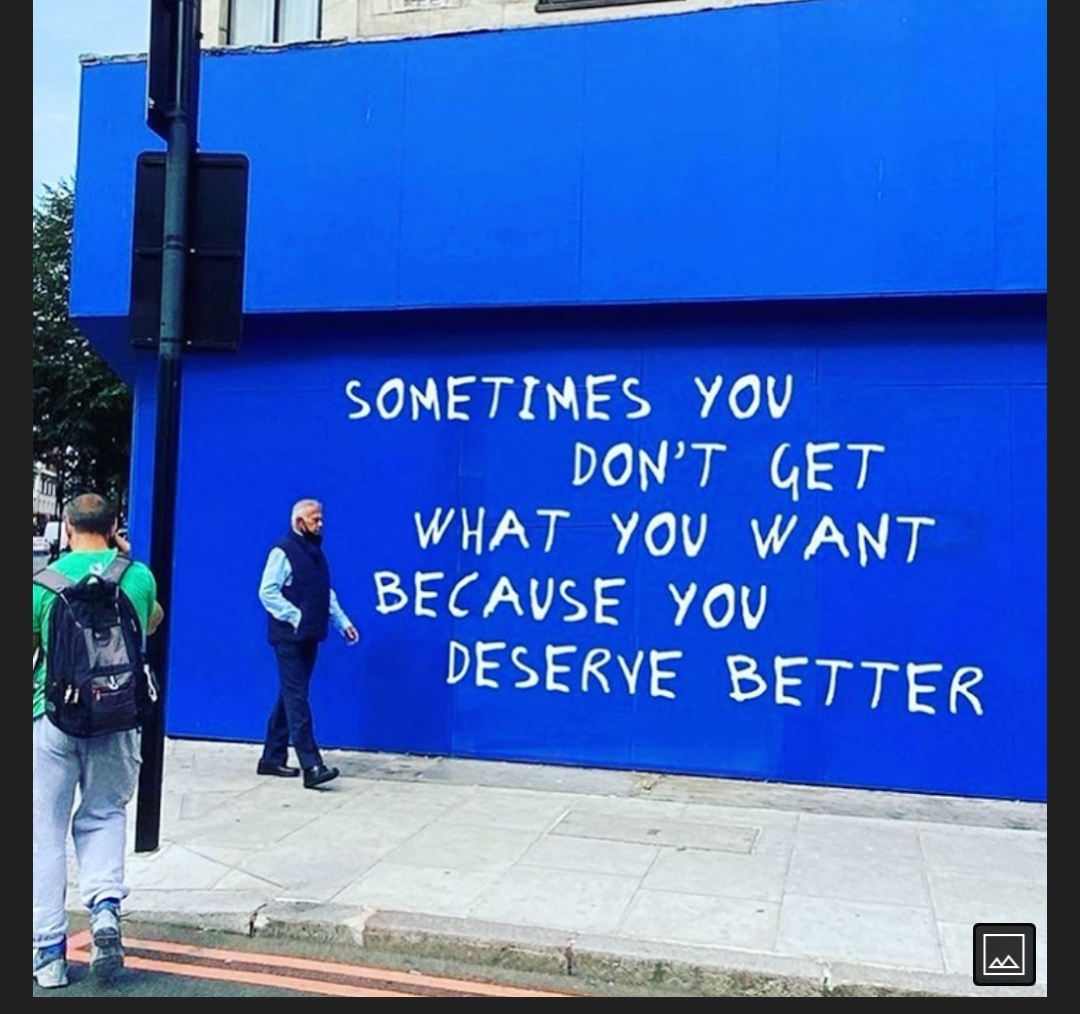 SOMETIMES YOU
DON'T GET
WHAT YOU WANT
BECAUSE YOU
DESERVE BETTER